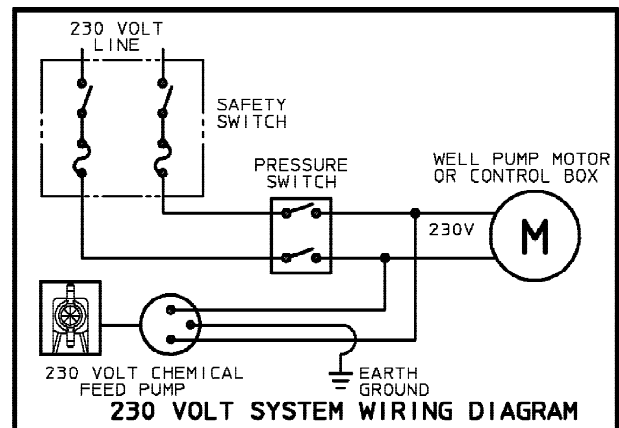 230 VOLT
LINE
SAFETY
SWITCH
PRESSURE
SWITCH
WELL PUMP MOTOR
OR CONTROL BOX
230V
M
230 VOLT CHEMICAL
FEED PUMP
EARTH
GROUND
230 VOLT SYSTEM WIRING DIAGRAM